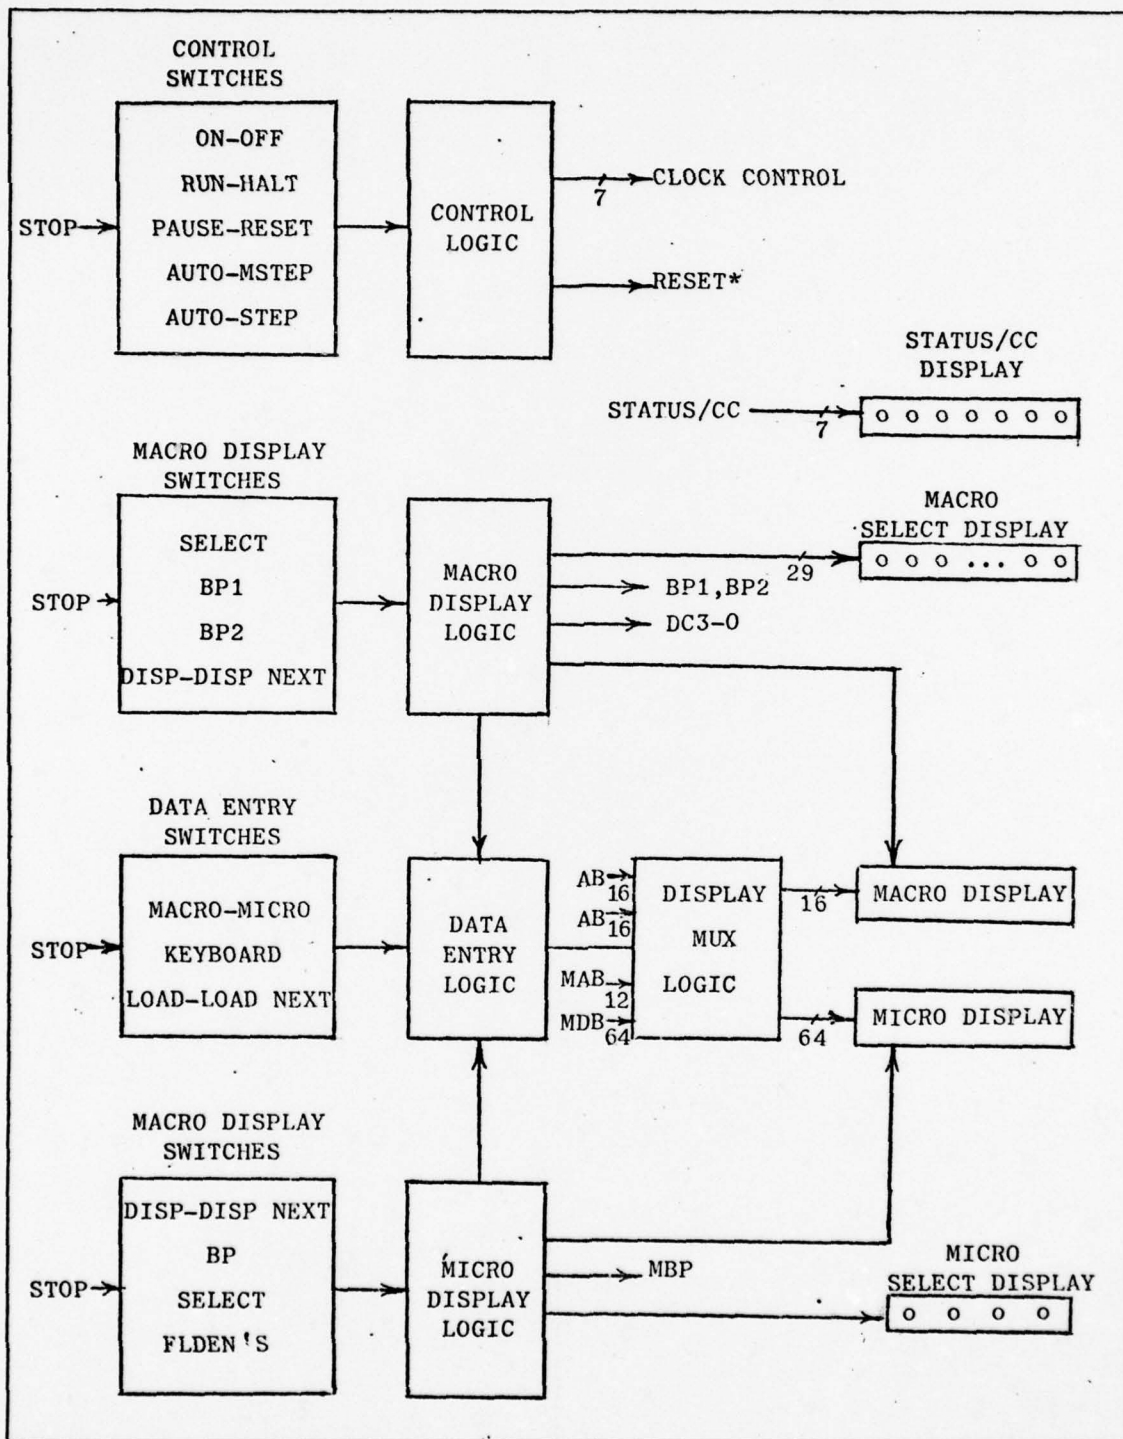 CONTROL
SWITCHES
ON-OFF
RUN-HALT
PAUSE-RESET
AUTO-MSTEP
AUTO-STEP
STOP
CONTROL
LOGIC
7
CLOCK CONTROL
RESET*
STATUS/CC
DISPLAY
STATUS/CC
7
o o o o o o o
MACRO DISPLAY
SWITCHES
SELECT
BP1
BP2
DISP-DISP NEXT
STOP
MACRO
DISPLAY
LOGIC
29
MACRO
SELECT DISPLAY
o o o ... o o
BP1,BP2
DC3-0
DATA ENTRY
SWITCHES
MACRO-MICRO
KEYBOARD
LOAD-LOAD NEXT
STOP
DATA
ENTRY
LOGIC
AB
16
AB
16
MAB
12
MDB
64
DISPLAY
MUX
LOGIC
16
MACRO DISPLAY
64
MICRO DISPLAY
MACRO DISPLAY
SWITCHES
DISP-DISP NEXT
BP
SELECT
FLDEN'S
STOP
MICRO
DISPLAY
LOGIC
MBP
MICRO
SELECT DISPLAY
o o o o